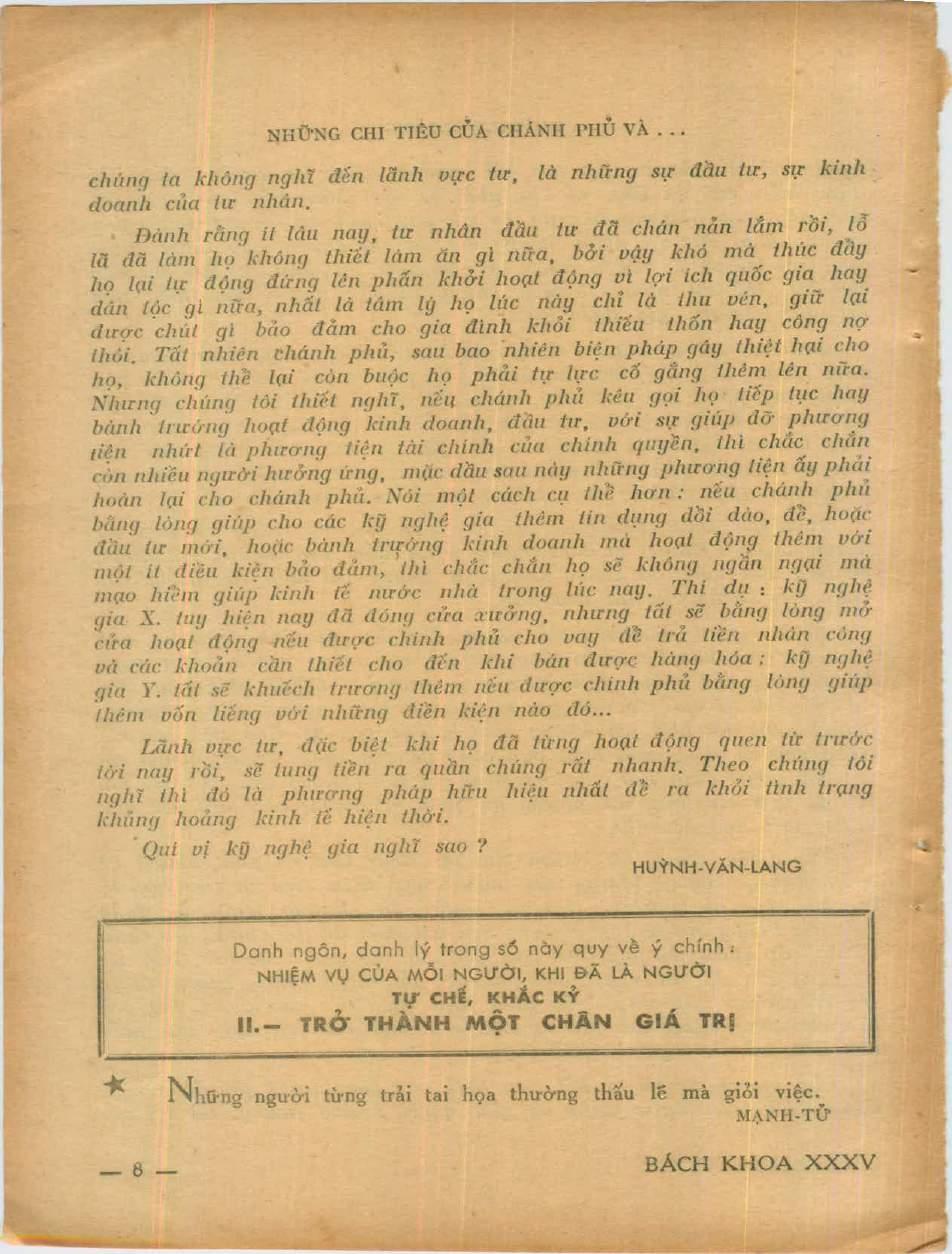 NHỮNG CHI TIÊU CỦA CHÁNH PHỦ VÀ ...
chúng ta không nghĩ đến lãnh vực tư, là những sự đầu tư, sự kinh
doanh của tư nhân.
Đành rằng ít lâu nay, tư nhân đầu tư đã chán nản lắm rồi, lỗ
lã đã làm họ không thiết làm ăn gì nữa, bởi vậy khó mà thúc đẩy
họ lại tự động đứng lên phấn khởi hoạt động vì lợi ích quốc gia hay
dân tộc gì nữa, nhất là tâm lý họ lúc này chỉ là thu vén, giữ lại
được chút gì bảo đảm cho gia đình khỏi thiếu thốn hay công nợ
thôi. Tất nhiên chánh phủ, sau bao nhiên biện pháp gây thiệt hại cho
họ, không thể lại còn buộc họ phải tự lực cố gắng thêm lên nữa.
Nhưng chúng tôi thiết nghĩ, nếu chánh phủ kêu gọi họ tiếp tục hay
bành trướng hoạt động kinh doanh, đầu tư, với sự giúp đỡ phương
tiện nhứt là phương tiện tài chính của chính quyền, thì chắc chắn
còn nhiều người hưởng ứng, mặc dầu sau này những phương tiện ấy phải
hoàn lại cho chánh phủ. Nói một cách cụ thể hơn : nếu chánh phủ
bằng lòng giúp cho các kỹ nghệ gia thêm tín dụng dồi dào, để, hoặc
đầu tư mới, hoặc bành trướng kinh doanh mà hoạt động thêm với
một ít điều kiện bảo đảm, thì chắc chắn họ sẽ không ngần ngại mà
mạo hiểm giúp kinh tế nước nhà trong lúc nay. Thí dụ : kỹ nghệ
gia X. tuy hiện nay đã đóng cửa xưởng, nhưng tất sẽ bằng lòng mở
cửa hoạt động nếu được chính phủ cho vay để trả tiền nhân công
và các khoản cần thiết cho đến khi bán được hàng hóa ; kỹ nghệ
gia Y. tất sẽ khuếch trương thêm nếu được chính phủ bằng lòng giúp
thêm vốn liếng với những điền kiện nào đó...
Lãnh vực tư, đặc biệt khi họ đã từng hoạt động quen từ trước
tới nay rồi, sẽ tung tiền ra quần chúng rất nhanh. Theo chúng tôi
nghĩ thì đó là phương pháp hữu hiệu nhất để ra khỏi tình trạng
khủng hoảng kinh tế hiện thời.
Quí vị kỹ nghệ gia nghĩ sao ?
HUỲNH-VĂN-LANG
Danh ngôn, danh lý trong số này quy về ý chính :
NHIỆM VỤ CỦA MỖI NGƯỜI, KHI ĐÃ LÀ NGƯỜI
TỰ CHẾ, KHẮC KỶ
II.— TRỞ THÀNH MỘT CHÂN GIÁ TRỊ
★ Những người từng trải tai họa thường thấu lẽ mà giỏi việc.
MẠNH-TỬ
— 8 —
BÁCH KHOA XXXV